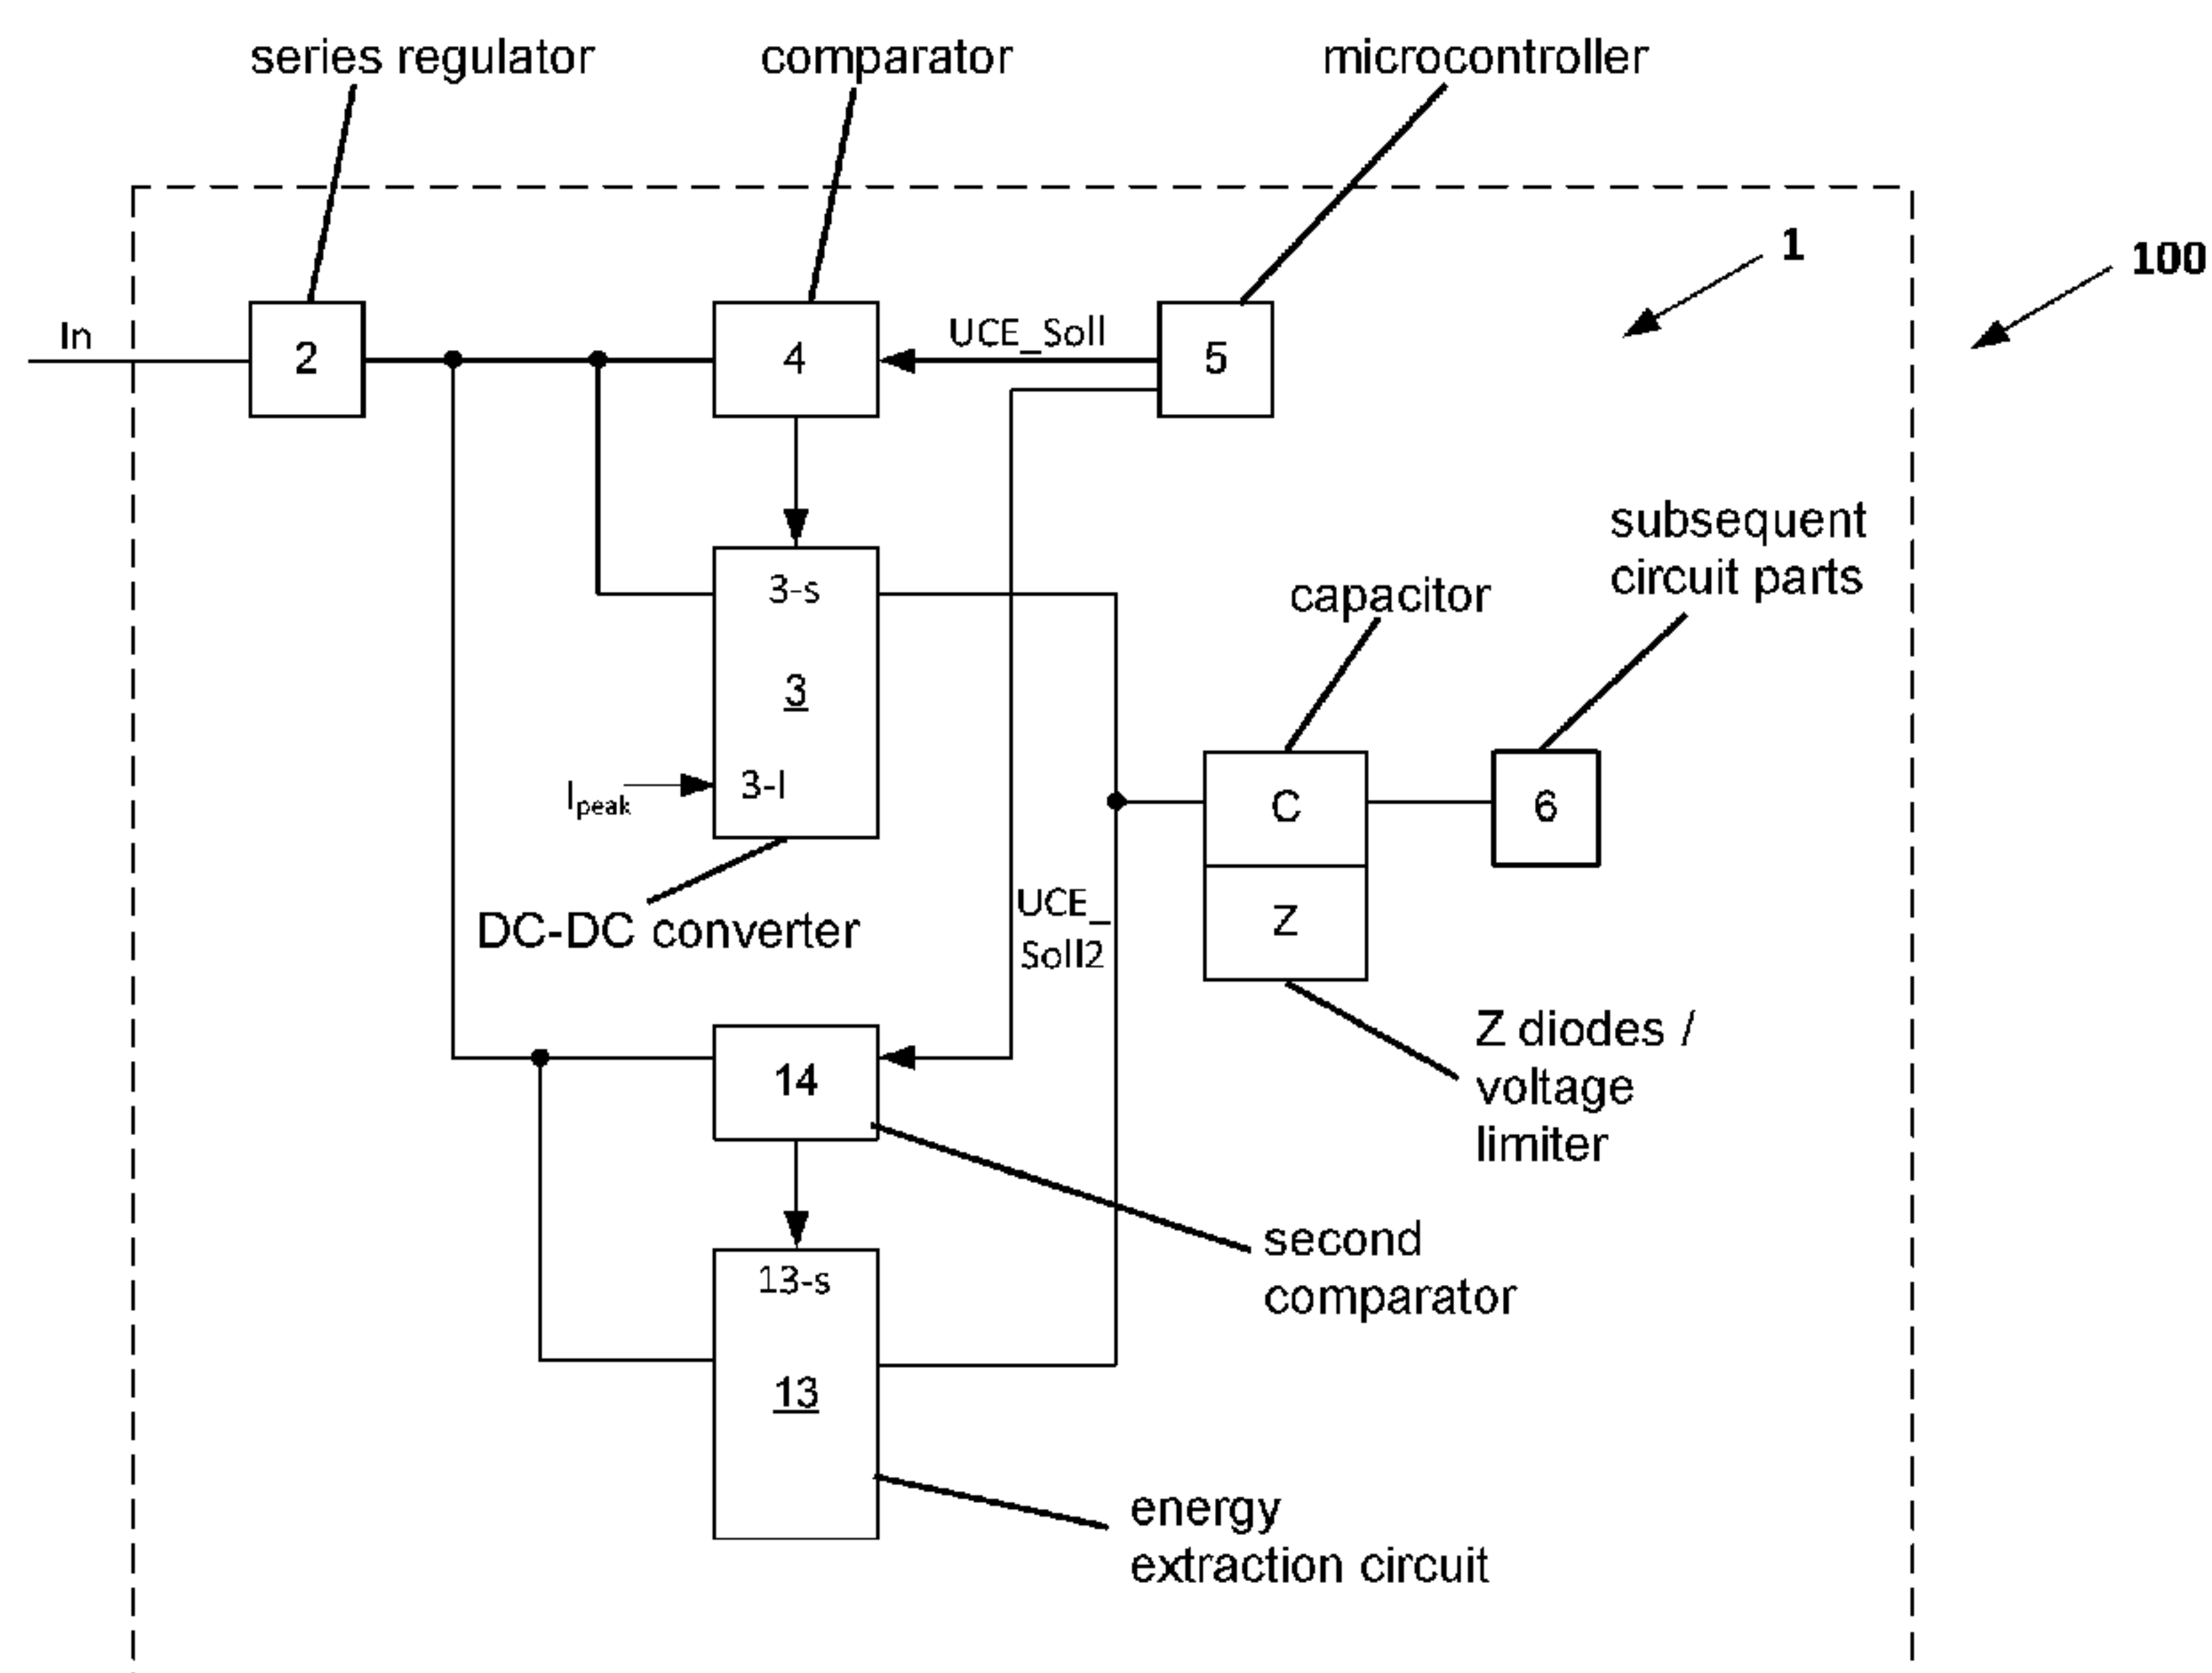 series regulator
comparator
microcontroller
1
100
In
2
4
UCE_Soll
5
subsequent
circuit parts
3-s
capacitor
3
Ipeak
3-I
C
6
DC-DC converter
UCE_
Soll2
Z
Z diodes /
voltage
limiter
14
second
comparator
13-s
13
energy
extraction circuit